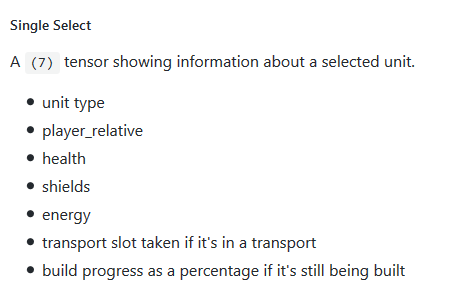 Single Select
A (7) tensor showing information about a selected unit.
• unit type
• player_relative
• health
• shields
• energy
• transport slot taken if it's in a transport
• build progress as a percentage if it's still being built